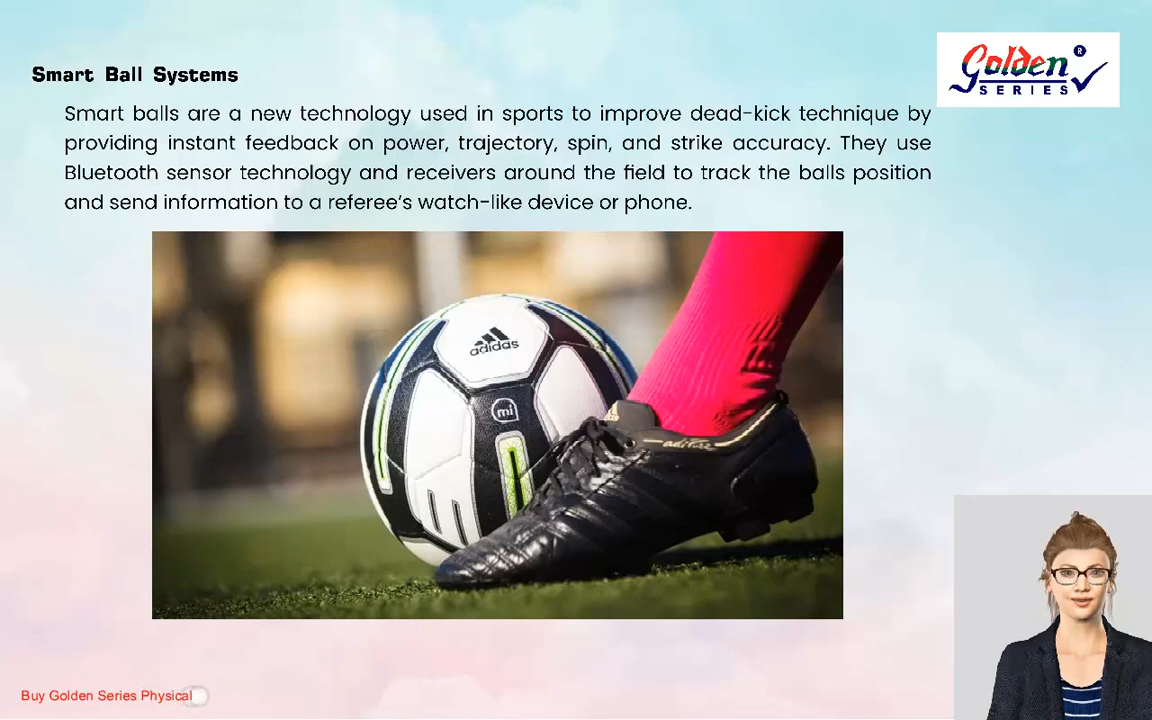 Smart Ball Systems
Golden ®
SERIES
Smart balls are a new technology used in sports to improve dead-kick technique by
providing instant feedback on power, trajectory, spin, and strike accuracy. They use
Bluetooth sensor technology and receivers around the field to track the balls position
and send information to a referee's watch-like device or phone.
adidas
mi
Buy Golden Series Physical